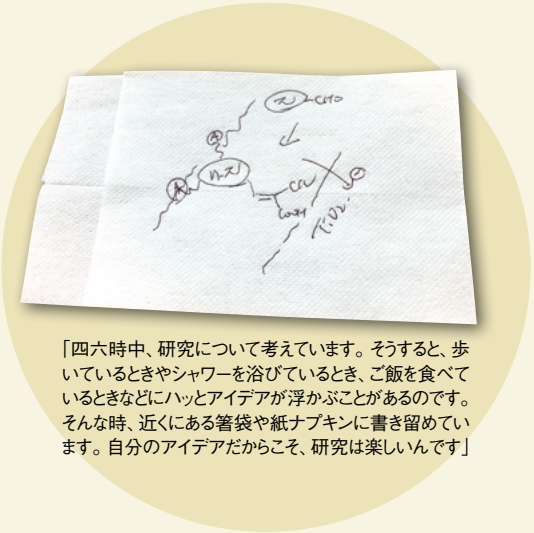 π-CHO
A
n-π
CN
COOH
TiO2
「四六時中、研究について考えています。そうすると、歩
いているときやシャワーを浴びているとき、ご飯を食べて
いるときなどにハッとアイデアが浮かぶことがあるのです。
そんな時、近くにある箸袋や紙ナプキンに書き留めてい
ます。自分のアイデアだからこそ、研究は楽しいんです」